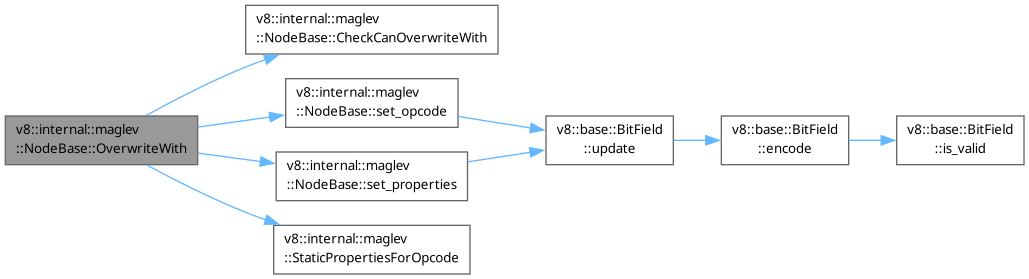 v8::internal::maglev
::NodeBase::OverwriteWith
v8::internal::maglev
::NodeBase::CheckCanOverwriteWith
v8::internal::maglev
::NodeBase::set_opcode
v8::internal::maglev
::NodeBase::set_properties
v8::internal::maglev
::StaticPropertiesForOpcode
v8::base::BitField
::update
v8::base::BitField
::encode
v8::base::BitField
::is_valid